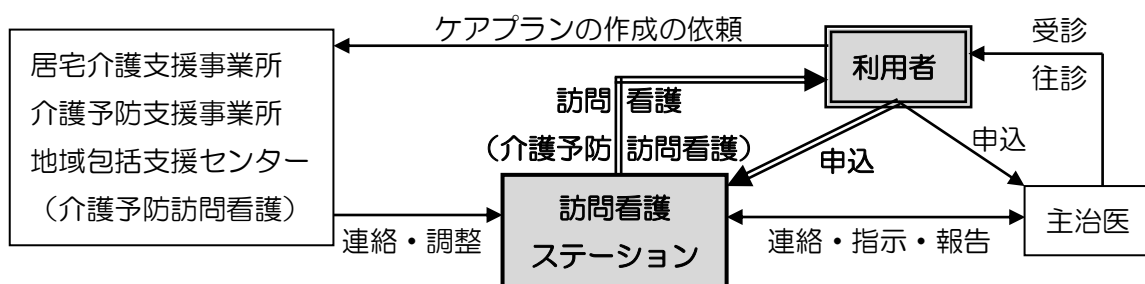 ケアプランの作成の依頼
居宅介護支援事業所
介護予防支援事業所
地域包括支援センター
（介護予防訪問看護）
利用者
受診
往診
訪問看護
（介護予防訪問看護）
申込
申込
訪問看護
ステーション
主治医
連絡・調整
連絡・指示・報告